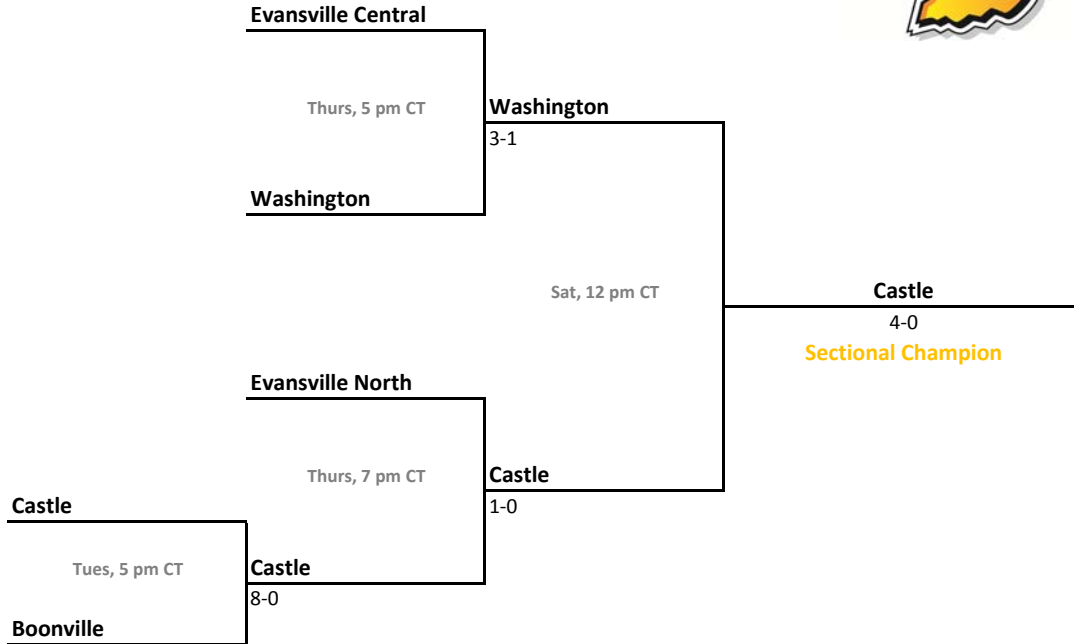 Evansville Central
Thurs, 5 pm CT
Washington
3-1
Washington
Sat, 12 pm CT
Castle
4-0
Sectional Champion
Evansville North
Thurs, 7 pm CT
Castle
1-0
Castle
Tues, 5 pm CT
Castle
8-0
Boonville